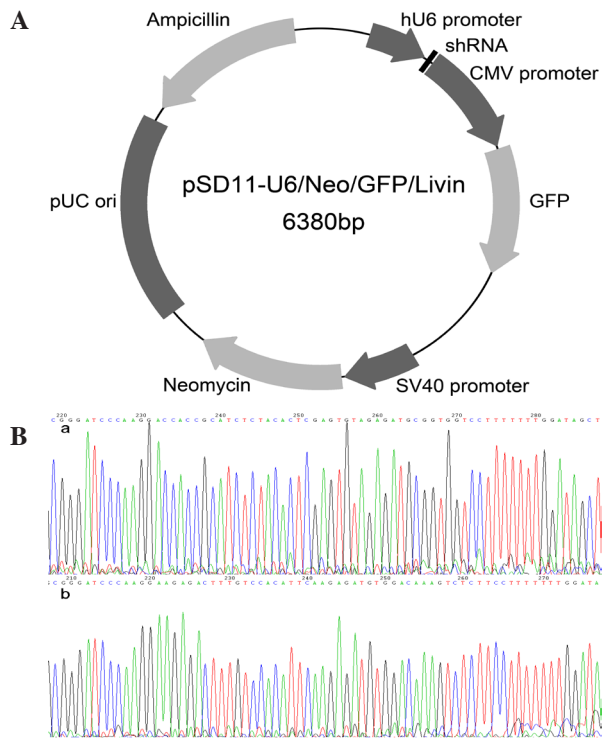 A
Ampicillin
hU6 promoter
shRNA
CMV promoter
pUC ori
pSD11-U6/Neo/GFP/Livin
6380bp
GFP
Neomycin
SV40 promoter
B
220 230 240 250 260 270 280
CGGGATCCCAAGGACCACCGCATCTCTACACTCGAGTGTAGAGATGCGGTGGTCCTTTTTTTGGATAGCT
a
210 220 230 240 250 260 270
GCGGGATCCCAAGGAAGAGACTTTGTCCACATTCAAGAGATGTGGACAAAGTCTCTTCCTTTTTTTGGATA
b